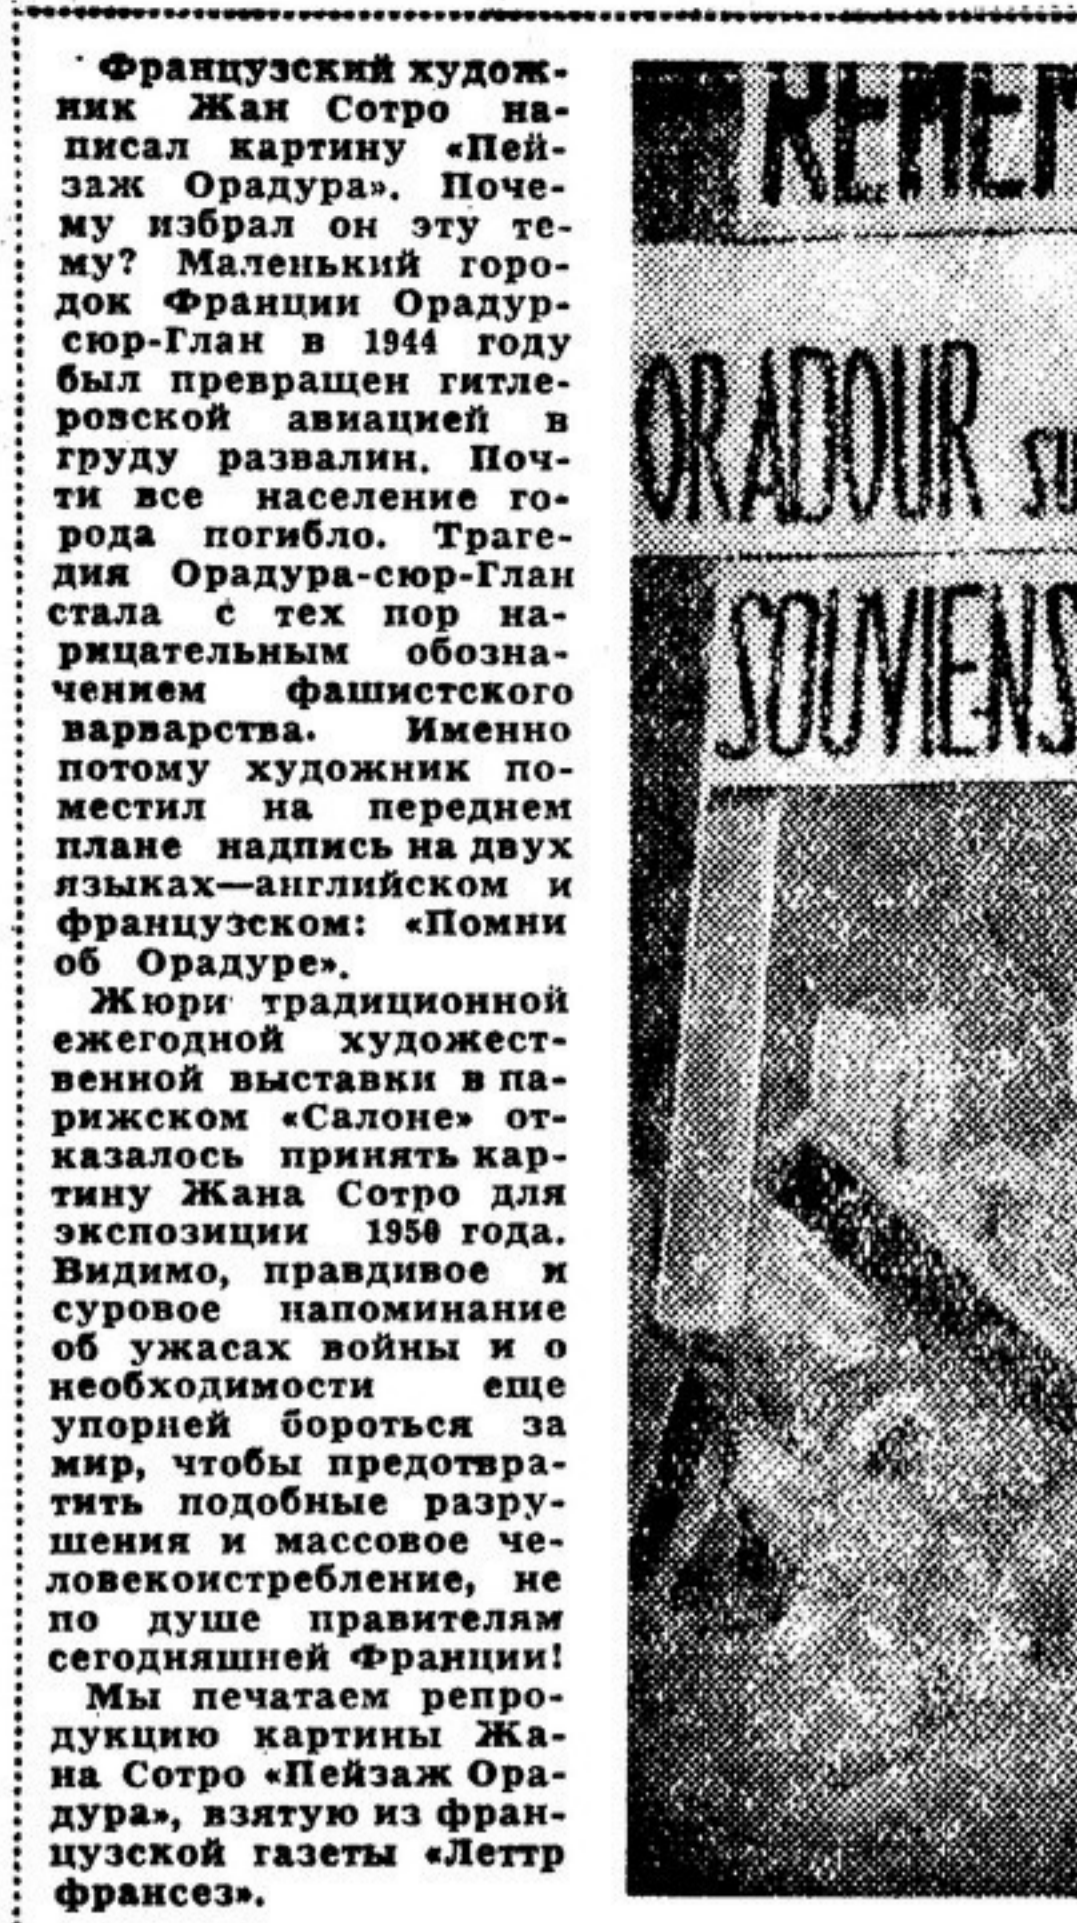 Французский худож-
ник Жан Сотро на-
писал картину «Пей-
заж Орадура». Поче-
му избрал он эту те-
му? Маленький горо-
док Франции Орадур-
сюр-Глан в 1944 году
был превращен гитле-
ровской авиацией в
груду развалин. Поч-
ти все население го-
рода погибло. Траге-
дия Орадура-сюр-Глан
стала с тех пор на-
рицательным обозна-
чением фашистского
варварства. Именно
потому художник по-
местил на переднем
плане надпись на двух
языках—английском и
французском: «Помни
об Орадуре».
Жюри традиционной
ежегодной художест-
венной выставки в па-
рижском «Салоне» от-
казалось принять кар-
тину Жана Сотро для
экспозиции 1950 года.
Видимо, правдивое и
суровое напоминание
об ужасах войны и о
необходимости еще
упорней бороться за
мир, чтобы предотвра-
тить подобные разру-
шения и массовое че-
ловекоистребление, не
по душе правителям
сегодняшней Франции!
Мы печатаем репро-
дукцию картины Жа-
на Сотро «Пейзаж Ора-
дура», взятую из фран-
цузской газеты «Леттр
франсез».
REMEM
ORADOUR SU
SOUVIENS